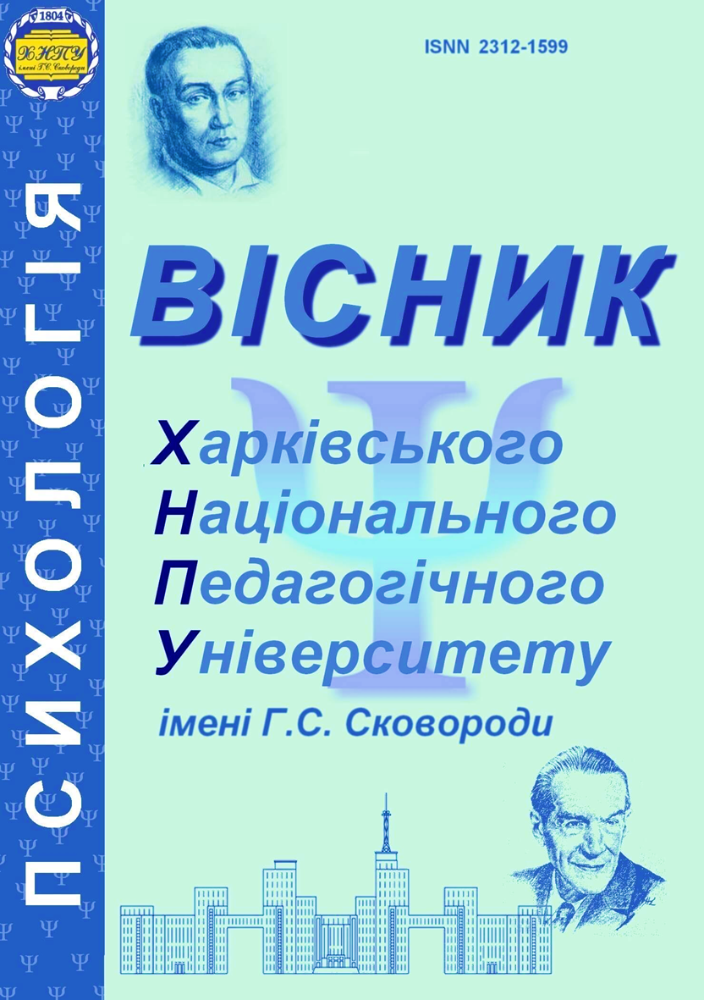 1804
ХНПУ
імені Г.С. Сковороди
ISNN 2312-1599
ПСИХОЛОГІЯ
ВІСНИК
Харківського
Національного
Педагогічного
Університету
імені Г.С. Сковороди